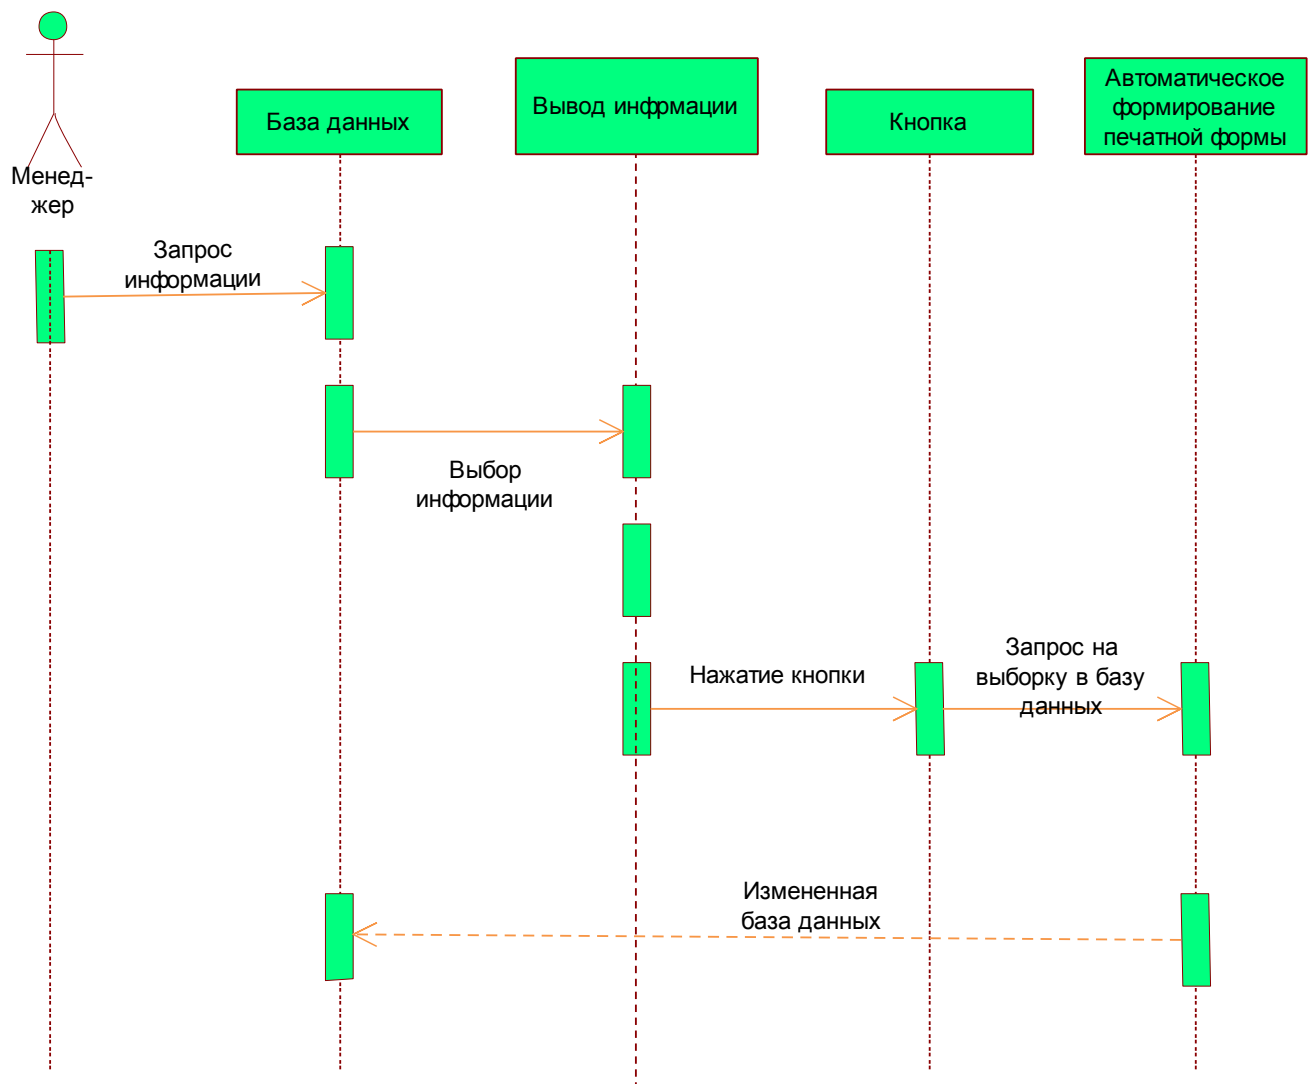 Менед-
жер
База данных
Вывод инфрмации
Кнопка
Автоматическое
формирование
печатной формы
Запрос
информации
Выбор
информации
Нажатие кнопки
Запрос на
выборку в базу
данных
Измененная
база данных